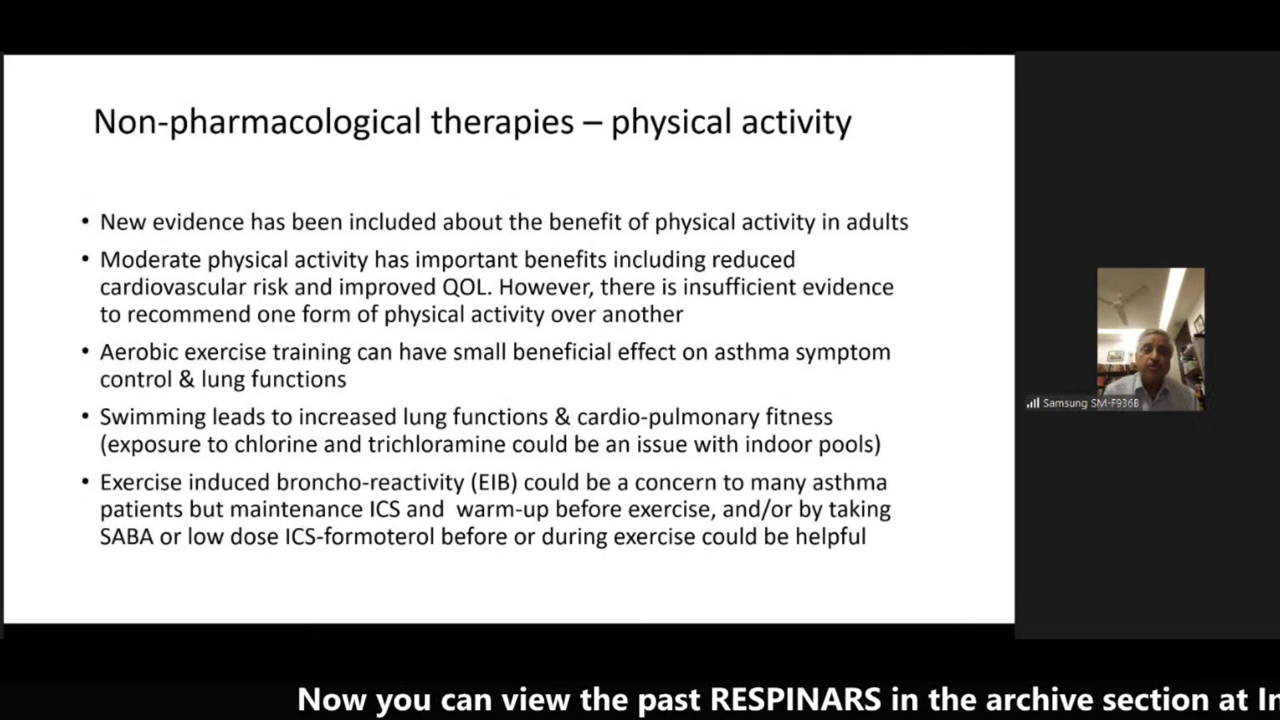 Non-pharmacological therapies – physical activity
• New evidence has been included about the benefit of physical activity in adults
• Moderate physical activity has important benefits including reduced
cardiovascular risk and improved QOL. However, there is insufficient evidence
to recommend one form of physical activity over another
• Aerobic exercise training can have small beneficial effect on asthma symptom
control & lung functions
• Swimming leads to increased lung functions & cardio-pulmonary fitness
(exposure to chlorine and trichloramine could be an issue with indoor pools)
• Exercise induced broncho-reactivity (EIB) could be a concern to many asthma
patients but maintenance ICS and  warm-up before exercise, and/or by taking
SABA or low dose ICS-formoterol before or during exercise could be helpful
Samsung SM-F936B
Now you can view the past RESPINARS in the archive section at